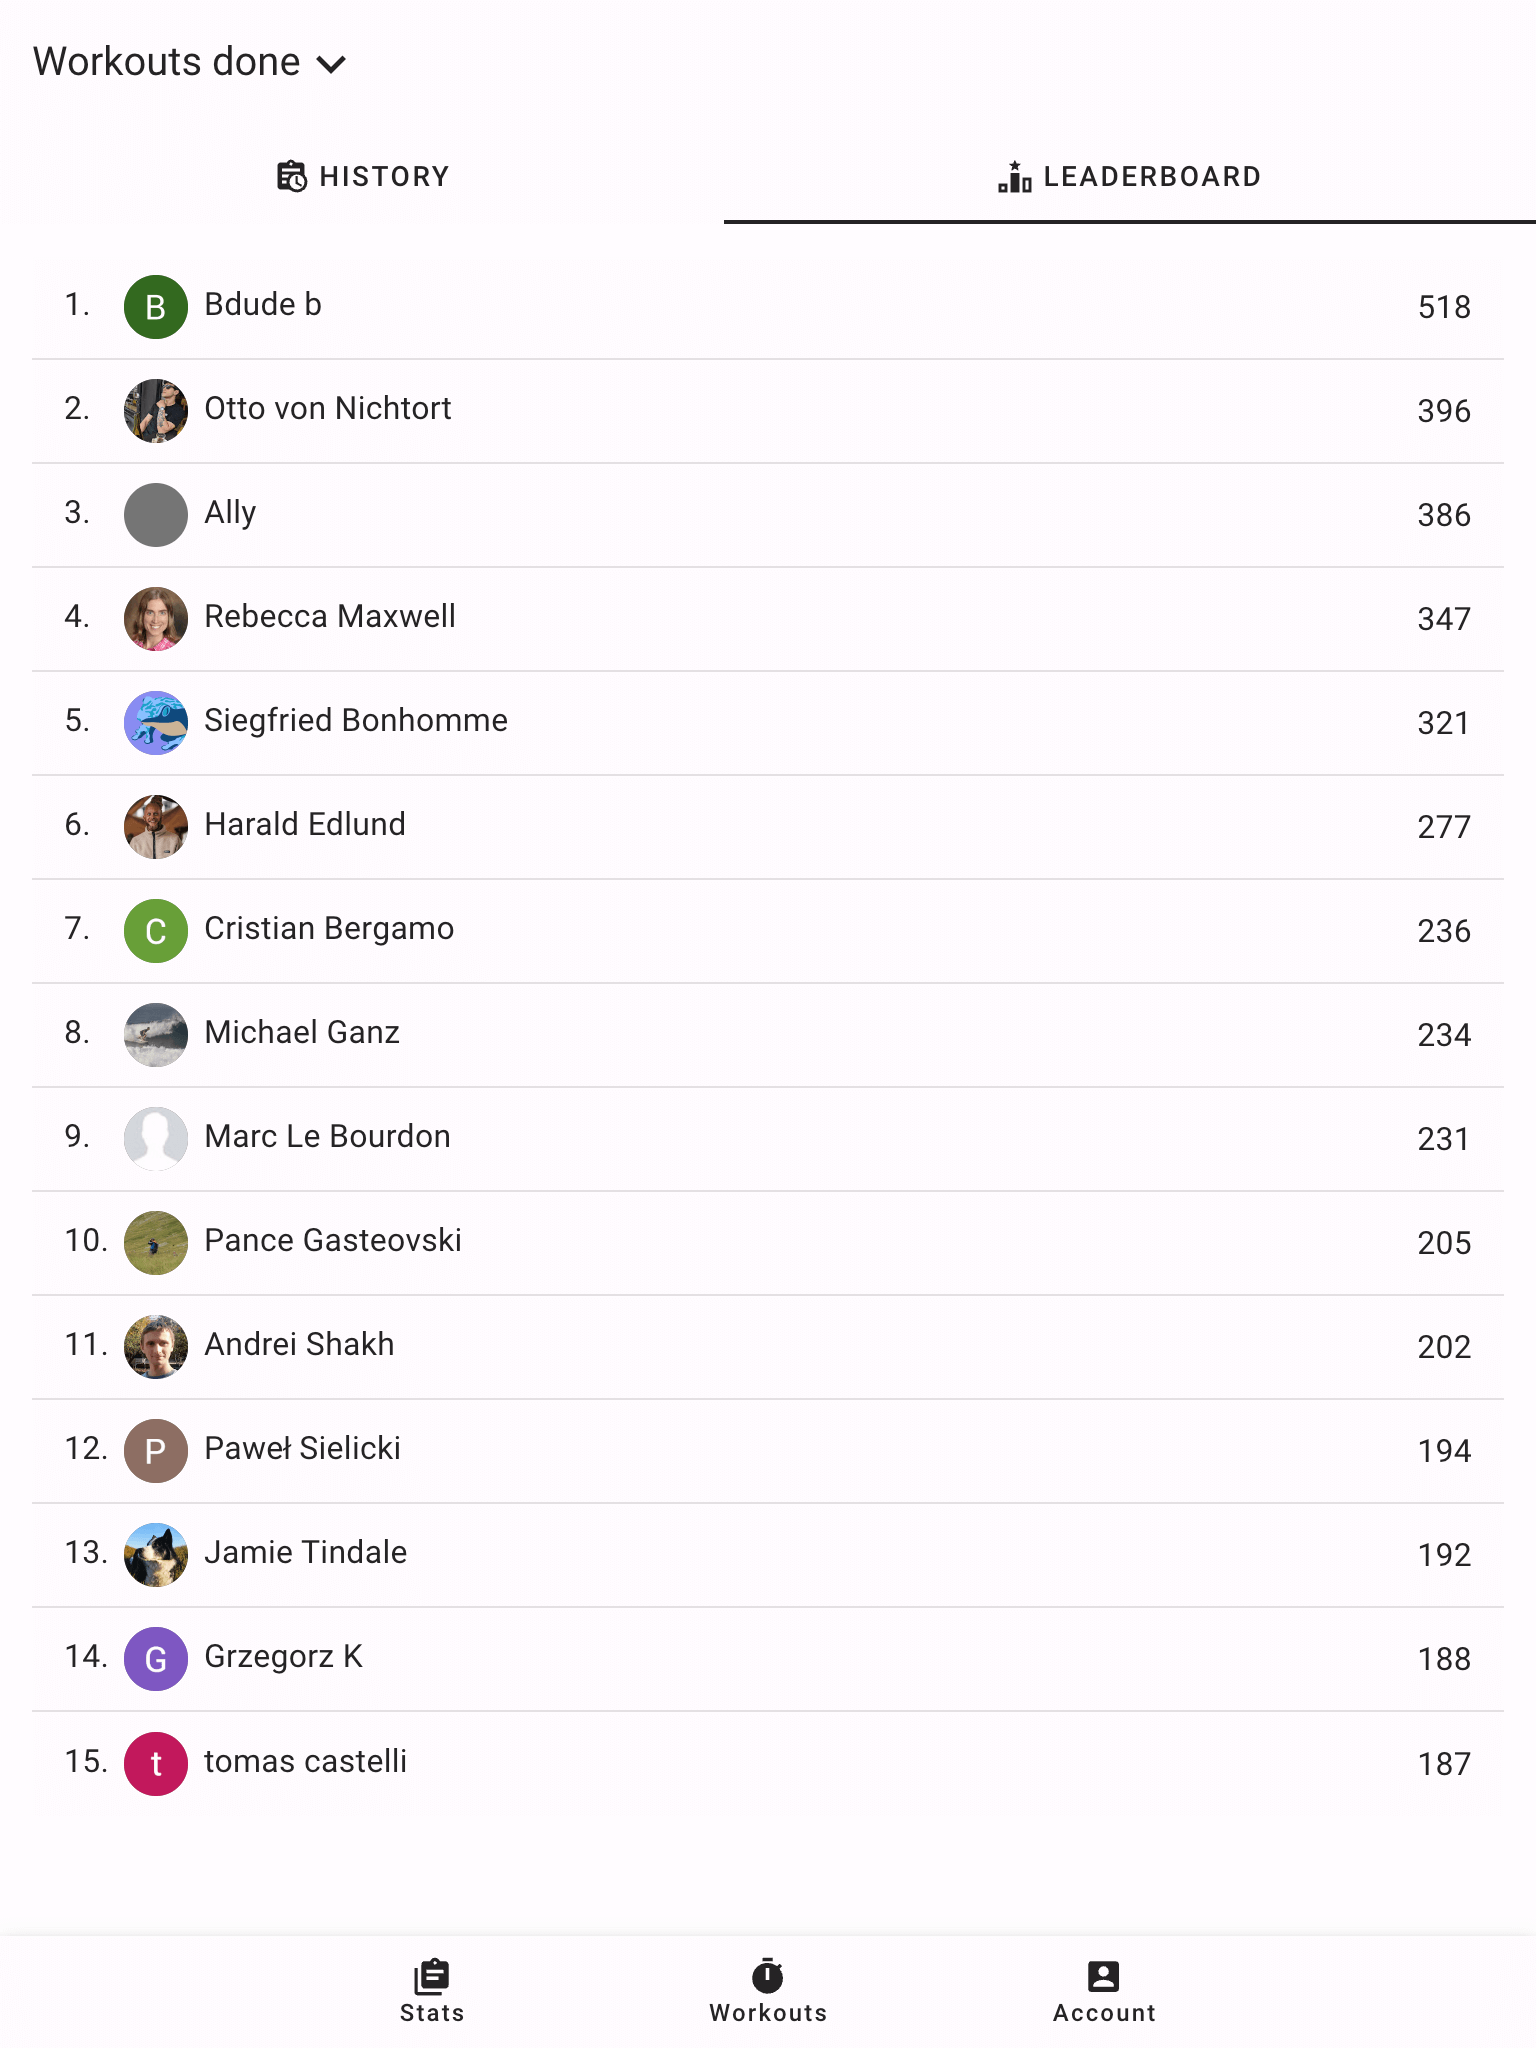 Workouts done
HISTORY
LEADERBOARD
1. B Bdude b 518
2. Otto von Nichtort 396
3. Ally 386
4. Rebecca Maxwell 347
5. Siegfried Bonhomme 321
6. Harald Edlund 277
7. C Cristian Bergamo 236
8. Michael Ganz 234
9. Marc Le Bourdon 231
10. Pance Gasteovski 205
11. Andrei Shakh 202
12. P Paweł Sielicki 194
13. Jamie Tindale 192
14. G Grzegorz K 188
15. t tomas castelli 187
Stats
Workouts
Account